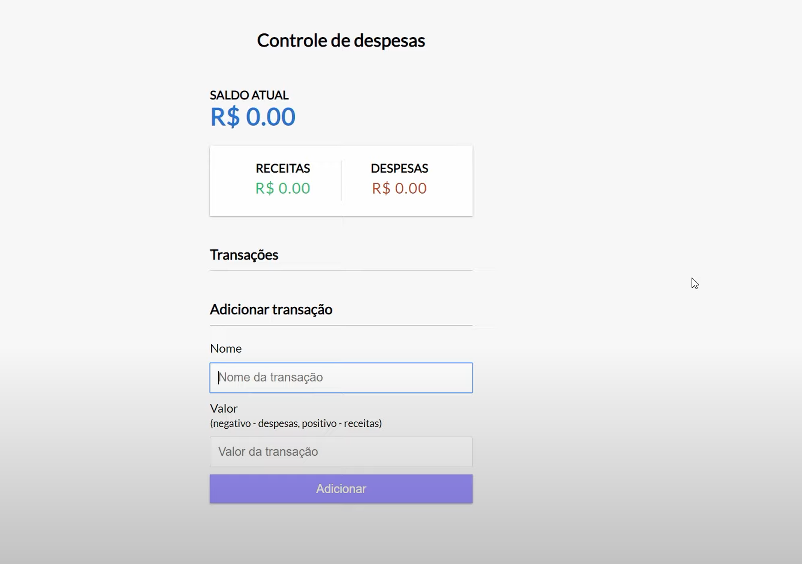 Controle de despesas
SALDO ATUAL
R$ 0.00
RECEITAS
R$ 0.00
DESPESAS
R$ 0.00
Transações
Adicionar transação
Nome
Nome da transação
Valor
(negativo - despesas, positivo - receitas)
Valor da transação
Adicionar